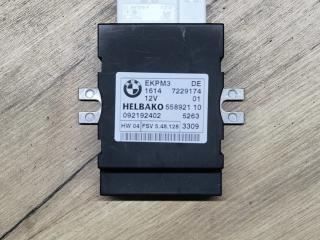 EKPM3 DE
1614 7229174
12V 01
HELBAKO 558921 10
092192402 5263
HW 04 FSV 5.48.128 3309